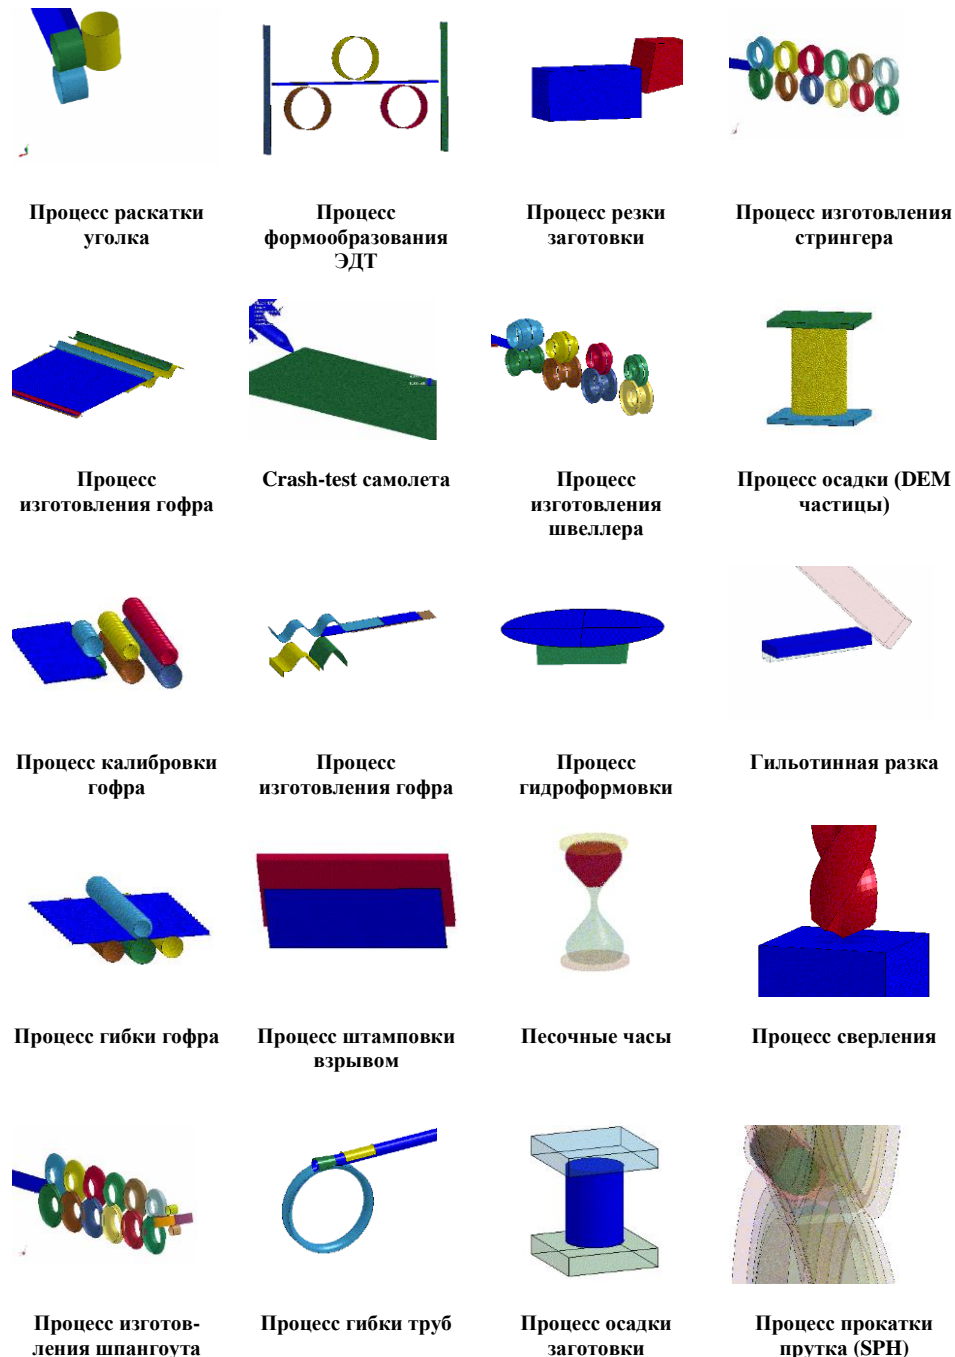 Процесс раскатки
уголка
Процесс
формообразования
ЭДТ
Процесс резки
заготовки
Процесс изготовления
стрингера
Процесс
изготовления гофра
Crash-test самолета
Процесс
изготовления
швеллера
Процесс осадки (DEM
частицы)
Процесс калибровки
гофра
Процесс
изготовления гофра
Процесс
гидроформовки
Гильотинная разка
Процесс гибки гофра
Процесс штамповки
взрывом
Песочные часы
Процесс сверления
Процесс изготов-
ления шпангоута
Процесс гибки труб
Процесс осадки
заготовки
Процесс прокатки
прутка (SPH)